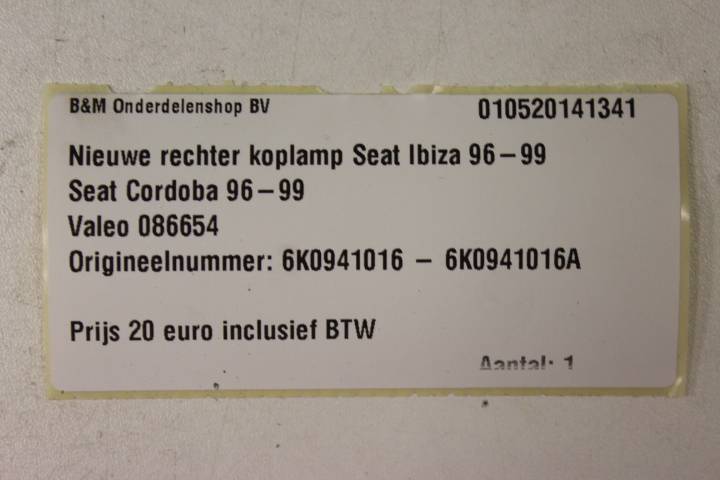 B&M Onderdelenshop BV 010520141341
Nieuwe rechter koplamp Seat Ibiza 96-99
Seat Cordoba 96-99
Valeo 086654
Origineelnummer: 6K0941016 - 6K0941016A
Prijs 20 euro inclusief BTW
Aantal: 1